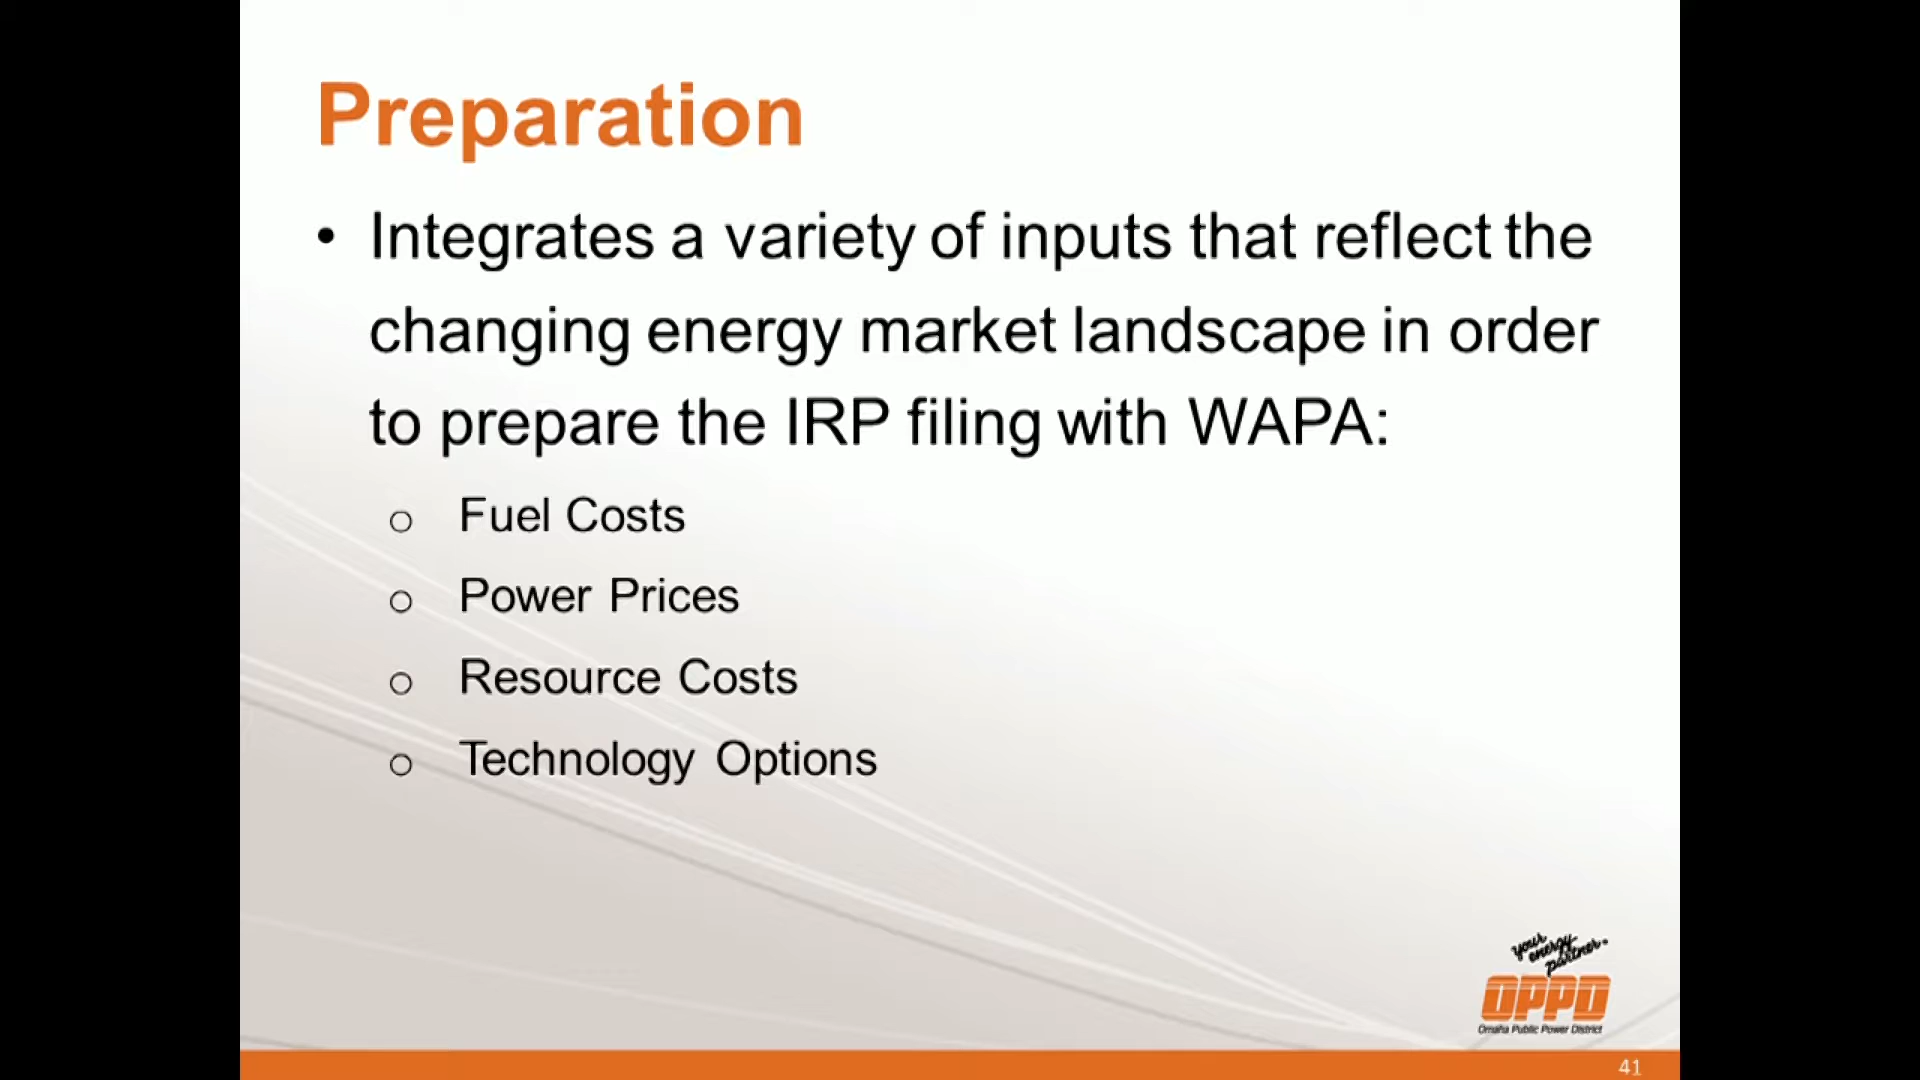 Preparation
• Integrates a variety of inputs that reflect the
changing energy market landscape in order
to prepare the IRP filing with WAPA:
o Fuel Costs
o Power Prices
o Resource Costs
o Technology Options
your
energy
partner.
OPPD
Omaha Public Power District
41